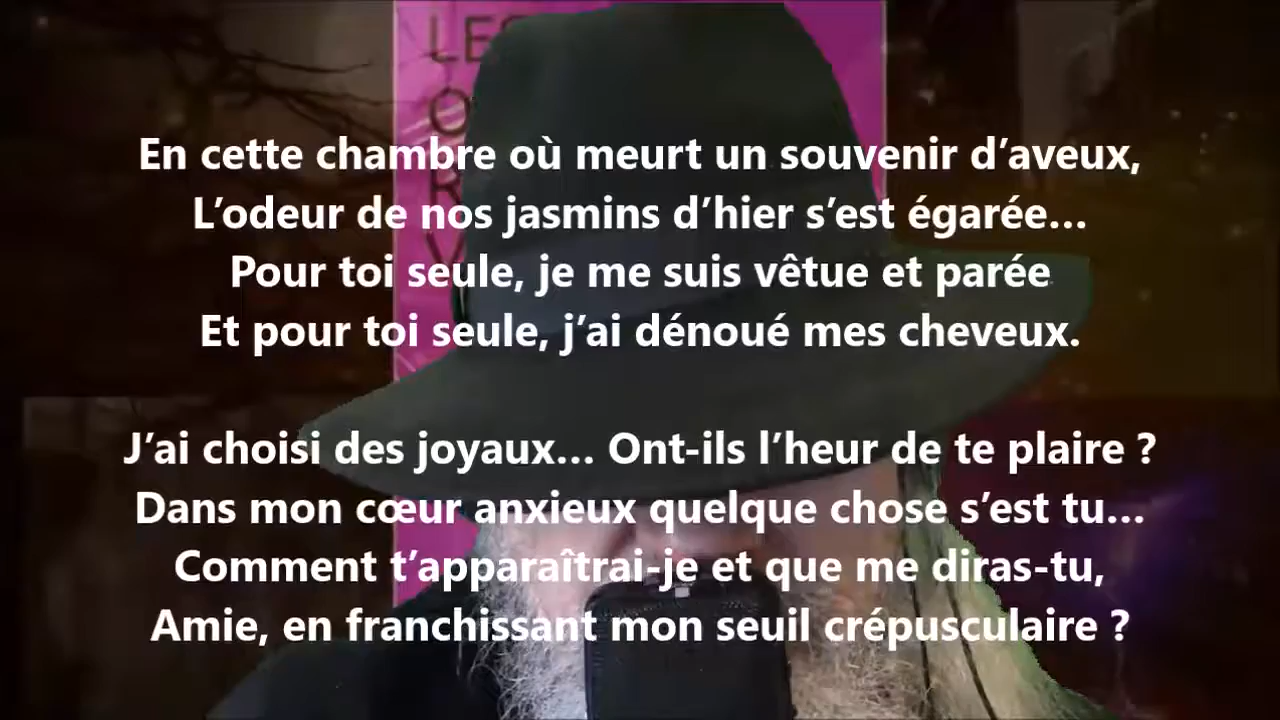 LES
O
R
V
En cette chambre où meurt un souvenir d’aveux,
L’odeur de nos jasmins d’hier s’est égarée…
Pour toi seule, je me suis vêtue et parée
Et pour toi seule, j’ai dénoué mes cheveux.
J’ai choisi des joyaux… Ont-ils l’heur de te plaire ?
Dans mon cœur anxieux quelque chose s’est tu…
Comment t’apparaîtrai-je et que me diras-tu,
Amie, en franchissant mon seuil crépusculaire ?